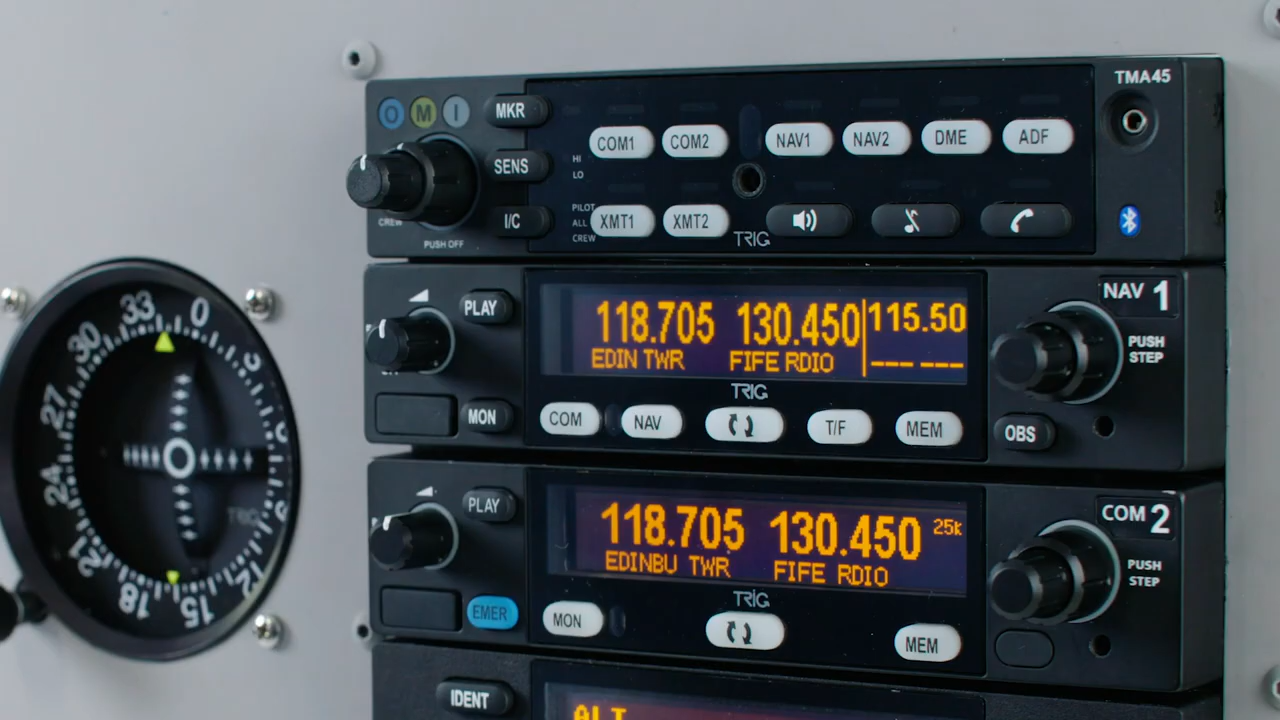 TMA45
O M I MKR
COM1 COM2 NAV1 NAV2 DME ADF
SENS
HI
LO
I/C
PILOT
ALL
CREW
XMT1 XMT2
CREW
PUSH OFF
TRIG
NAV 1
PLAY
118.705 130.450 115.50
EDIN TWR FIFE RDIO --- ---
PUSH
STEP
TRIG
MON COM NAV T/F MEM OBS
COM 2
PLAY
118.705 130.450 25k
EDINBU TWR FIFE RDIO
PUSH
STEP
TRIG
EMER MON MEM
IDENT
ALT
33 0 3 30 27 24 21 18 15 12
TRIG